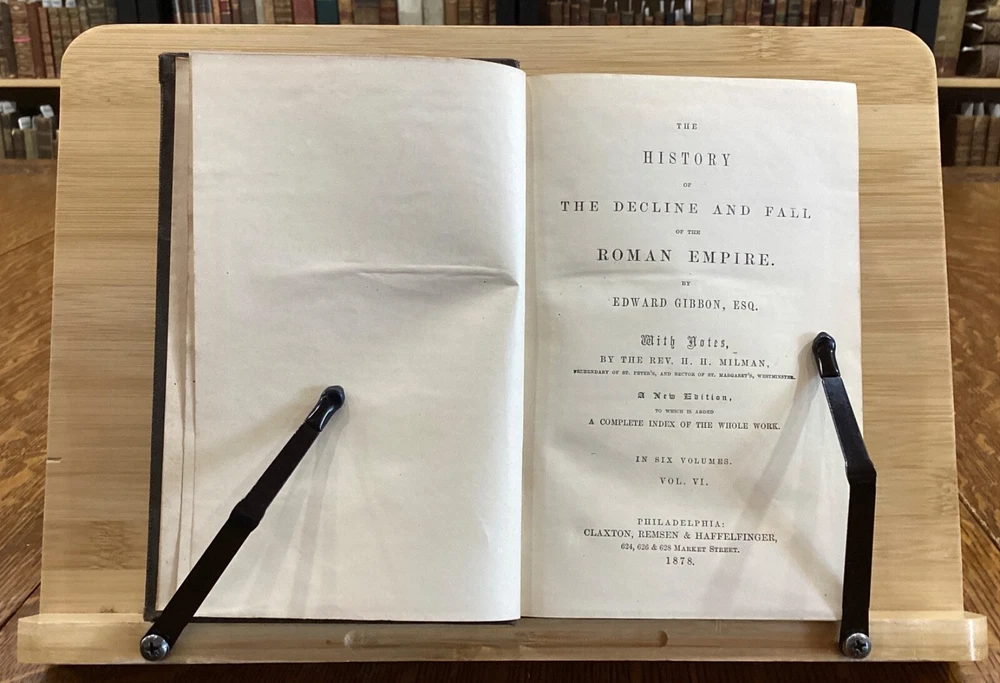 THE
HISTORY
OF
THE DECLINE AND FALL
OF THE
ROMAN EMPIRE.
BY
EDWARD GIBBON, ESQ.
With Notes,
BY THE REV. H. H. MILMAN,
PREBENDARY OF ST. PETER'S, AND RECTOR OF ST. MARGARET'S, WESTMINSTER.
A New Edition,
TO WHICH IS ADDED
A COMPLETE INDEX OF THE WHOLE WORK.
IN SIX VOLUMES.
VOL. VI.
PHILADELPHIA:
CLAXTON, REMSEN & HAFFELFINGER,
624, 626 & 628 MARKET STREET.
1878.